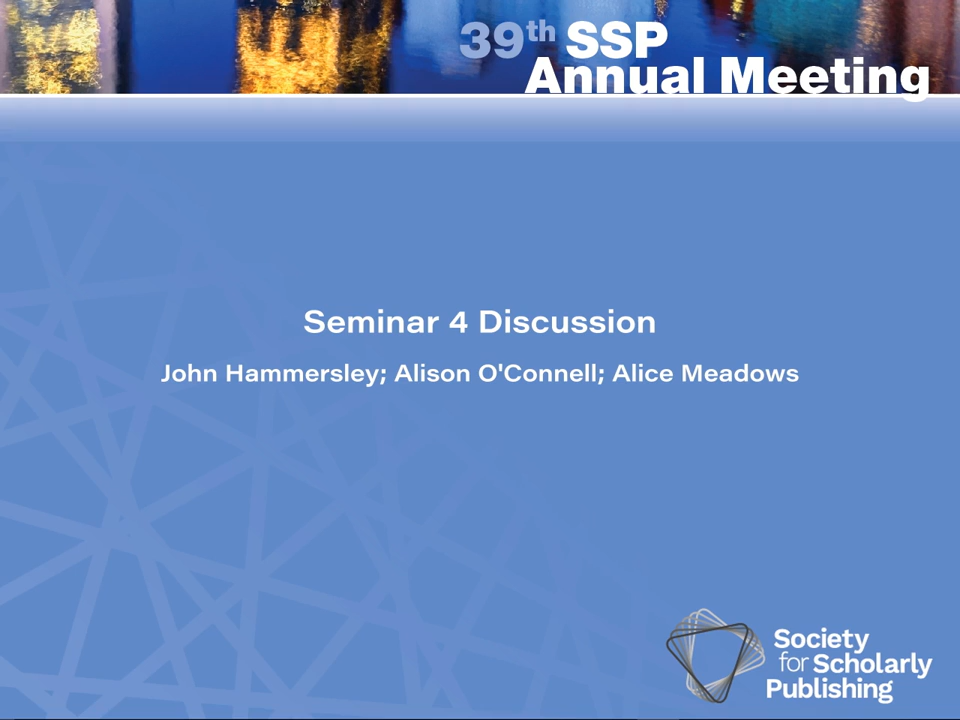 39th SSP
Annual Meeting
Seminar 4 Discussion
John Hammersley; Alison O'Connell; Alice Meadows
Society
for Scholarly
Publishing